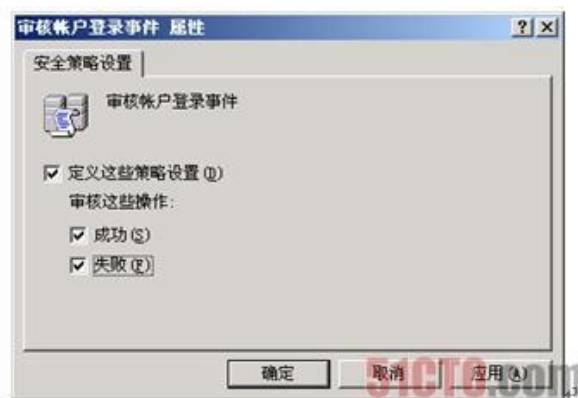 审核帐户登录事件 属性
安全策略设置
审核帐户登录事件
定义这些策略设置(D)
审核这些操作:
成功(S)
失败(F)
确定 取消 应用(A)
51CTO.com